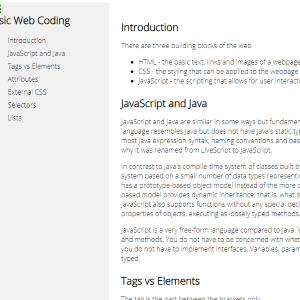 sic Web Coding
Introduction
JavaScript and Java
Tags vs Elements
Attributes
External CSS
Selectors
Lists
Introduction
There are three building blocks of the web
HTML - the basic text, links and images of a webpage
CSS - the styling that can be applied to the webpage
JavaScript - the scripting that allows for user interacti
JavaScript and Java
JavaScript and Java are similar in some ways but fundamen
language resembles Java but does not have Java's static typ
most Java expression syntax, naming conventions and bas
why it was renamed from LiveScript to JavaScript.
In contrast to Java's compile-time system of classes built by
system based on a small number of data types representin
has a prototype-based object model instead of the more c
based model provides dynamic inheritance; that is, what is
JavaScript also supports functions without any special decl
properties of objects, executing as loosely typed methods.
JavaScript is a very free-form language compared to Java. Y
and methods. You do not have to be concerned with whet
you do not have to implement interfaces. Variables, param
typed.
Tags vs Elements
The tag is the part between the brackets only